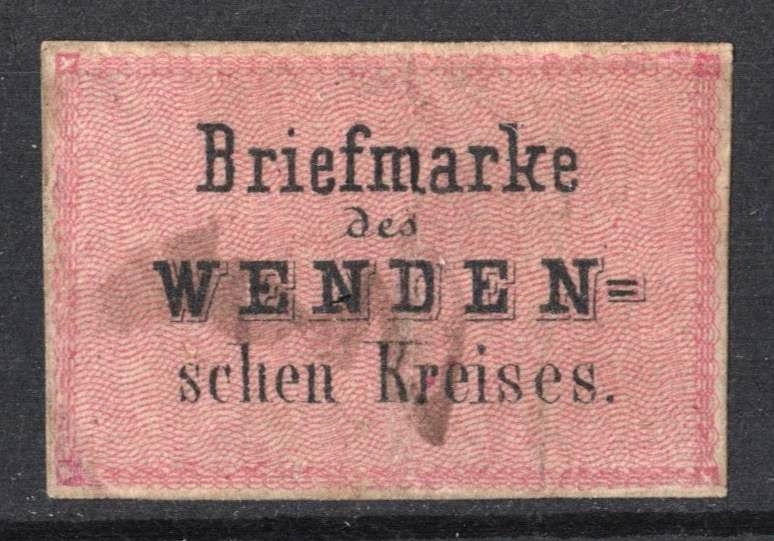 Briefmarke
des
WENDEN=
schen Kreises.